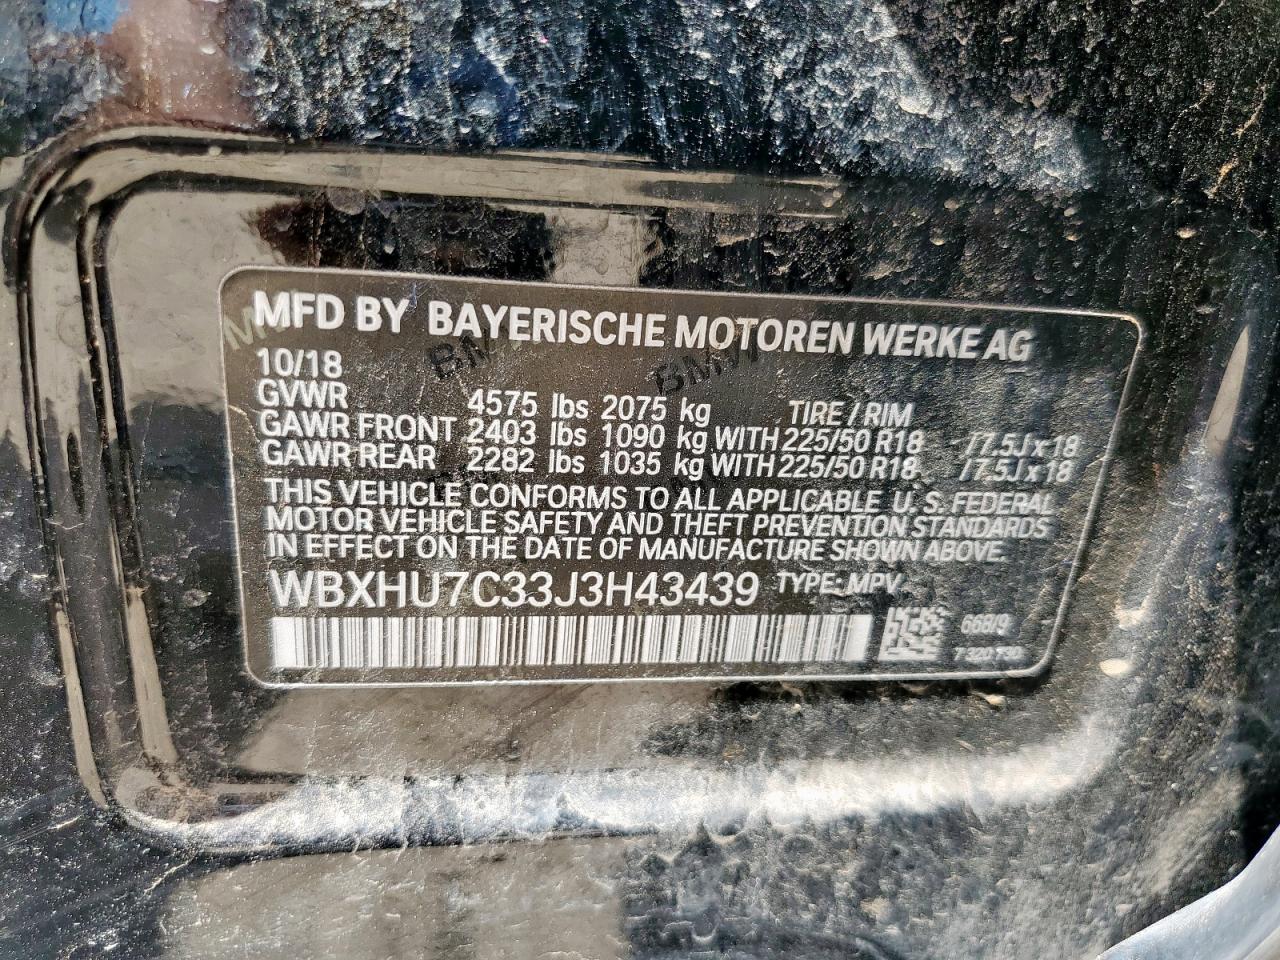 MFD BY BAYERISCHE MOTOREN WERKE AG
10/18
GVWR 4575 lbs 2075 kg TIRE / RIM
GAWR FRONT 2403 lbs 1090 kg WITH 225/50 R18 /7.5J x 18
GAWR REAR 2282 lbs 1035 kg WITH 225/50 R18 /7.5J x 18
THIS VEHICLE CONFORMS TO ALL APPLICABLE U. S. FEDERAL
MOTOR VEHICLE SAFETY AND THEFT PREVENTION STANDARDS
IN EFFECT ON THE DATE OF MANUFACTURE SHOWN ABOVE.
WBXHU7C33J3H43439 TYPE: MPV
668/9